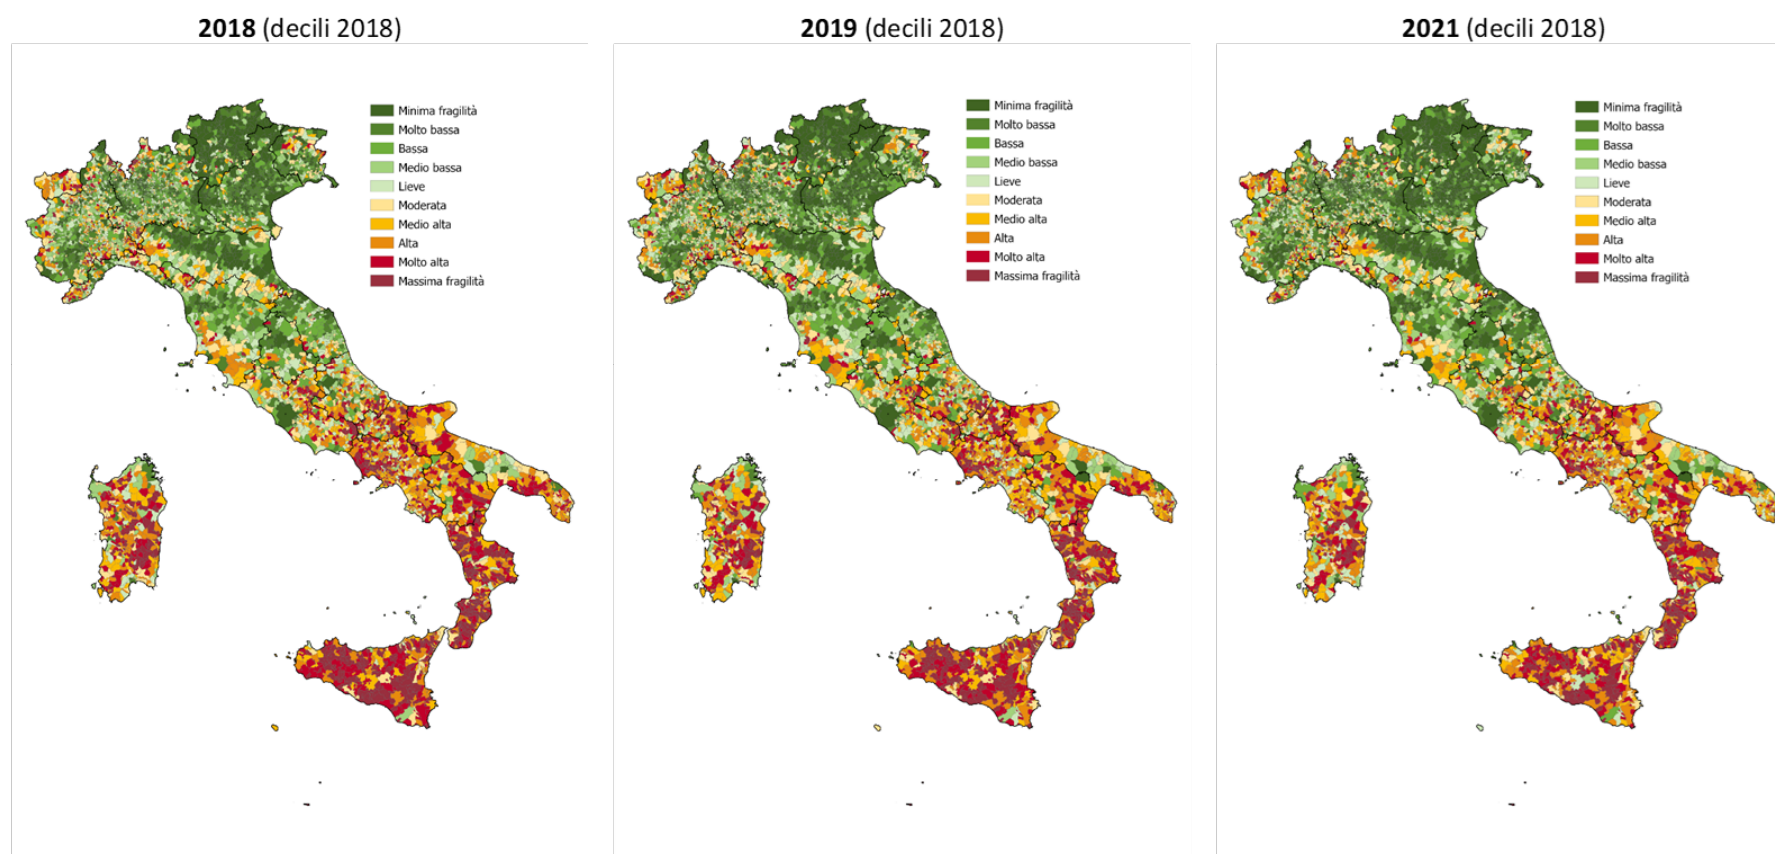 2018 (decili 2018)
Minima fragilità
Molto bassa
Bassa
Medio bassa
Lieve
Moderata
Medio alta
Alta
Molto alta
Massima fragilità
2019 (decili 2018)
Minima fragilità
Molto bassa
Bassa
Medio bassa
Lieve
Moderata
Medio alta
Alta
Molto alta
Massima fragilità
2021 (decili 2018)
Minima fragilità
Molto bassa
Bassa
Medio bassa
Lieve
Moderata
Medio alta
Alta
Molto alta
Massima fragilità